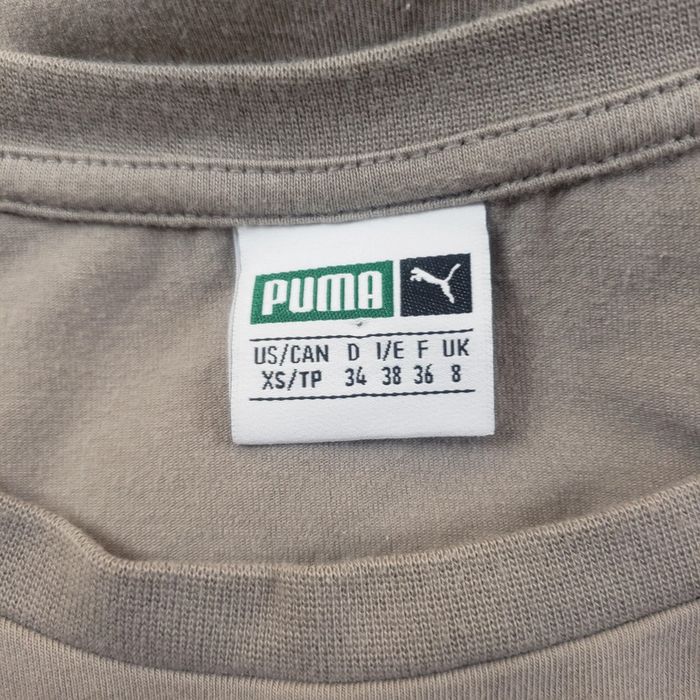 PUMA
US/CAN D I/E F UK
XS/TP 34 38 36 8